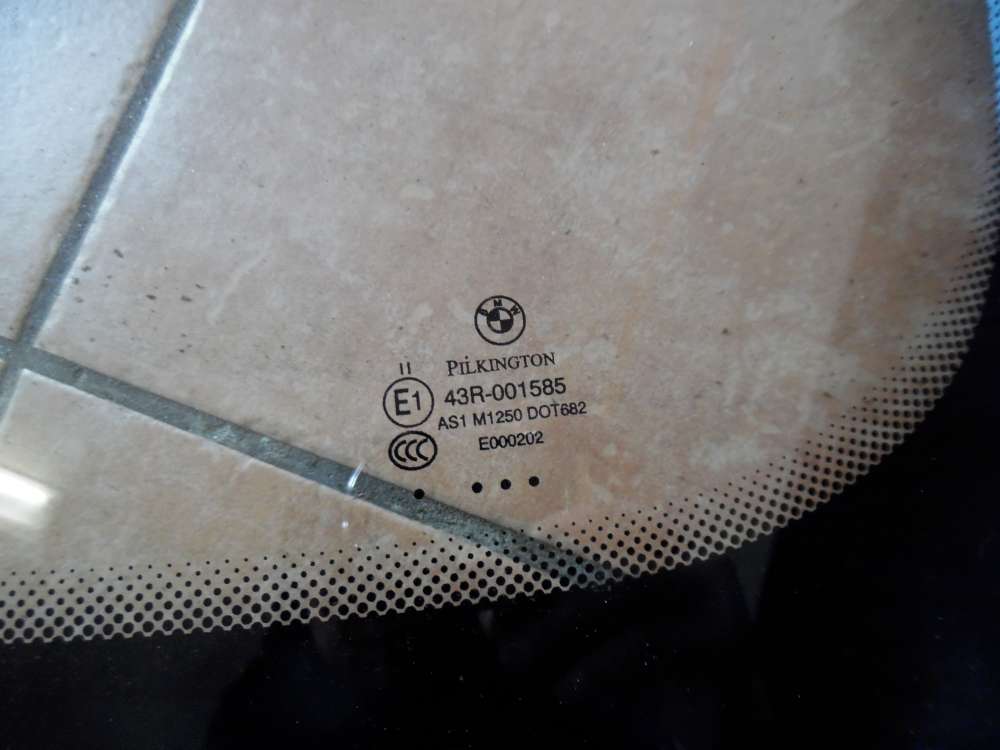 BMW
II PILKINGTON
E1 43R-001585
AS1 M1250 DOT682
CCC E000202